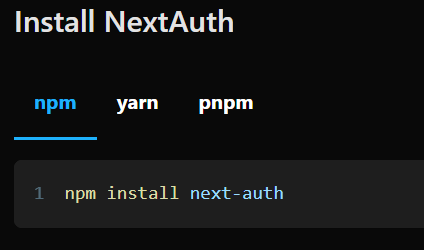 Install NextAuth
npm yarn pnpm
1 npm install next-auth